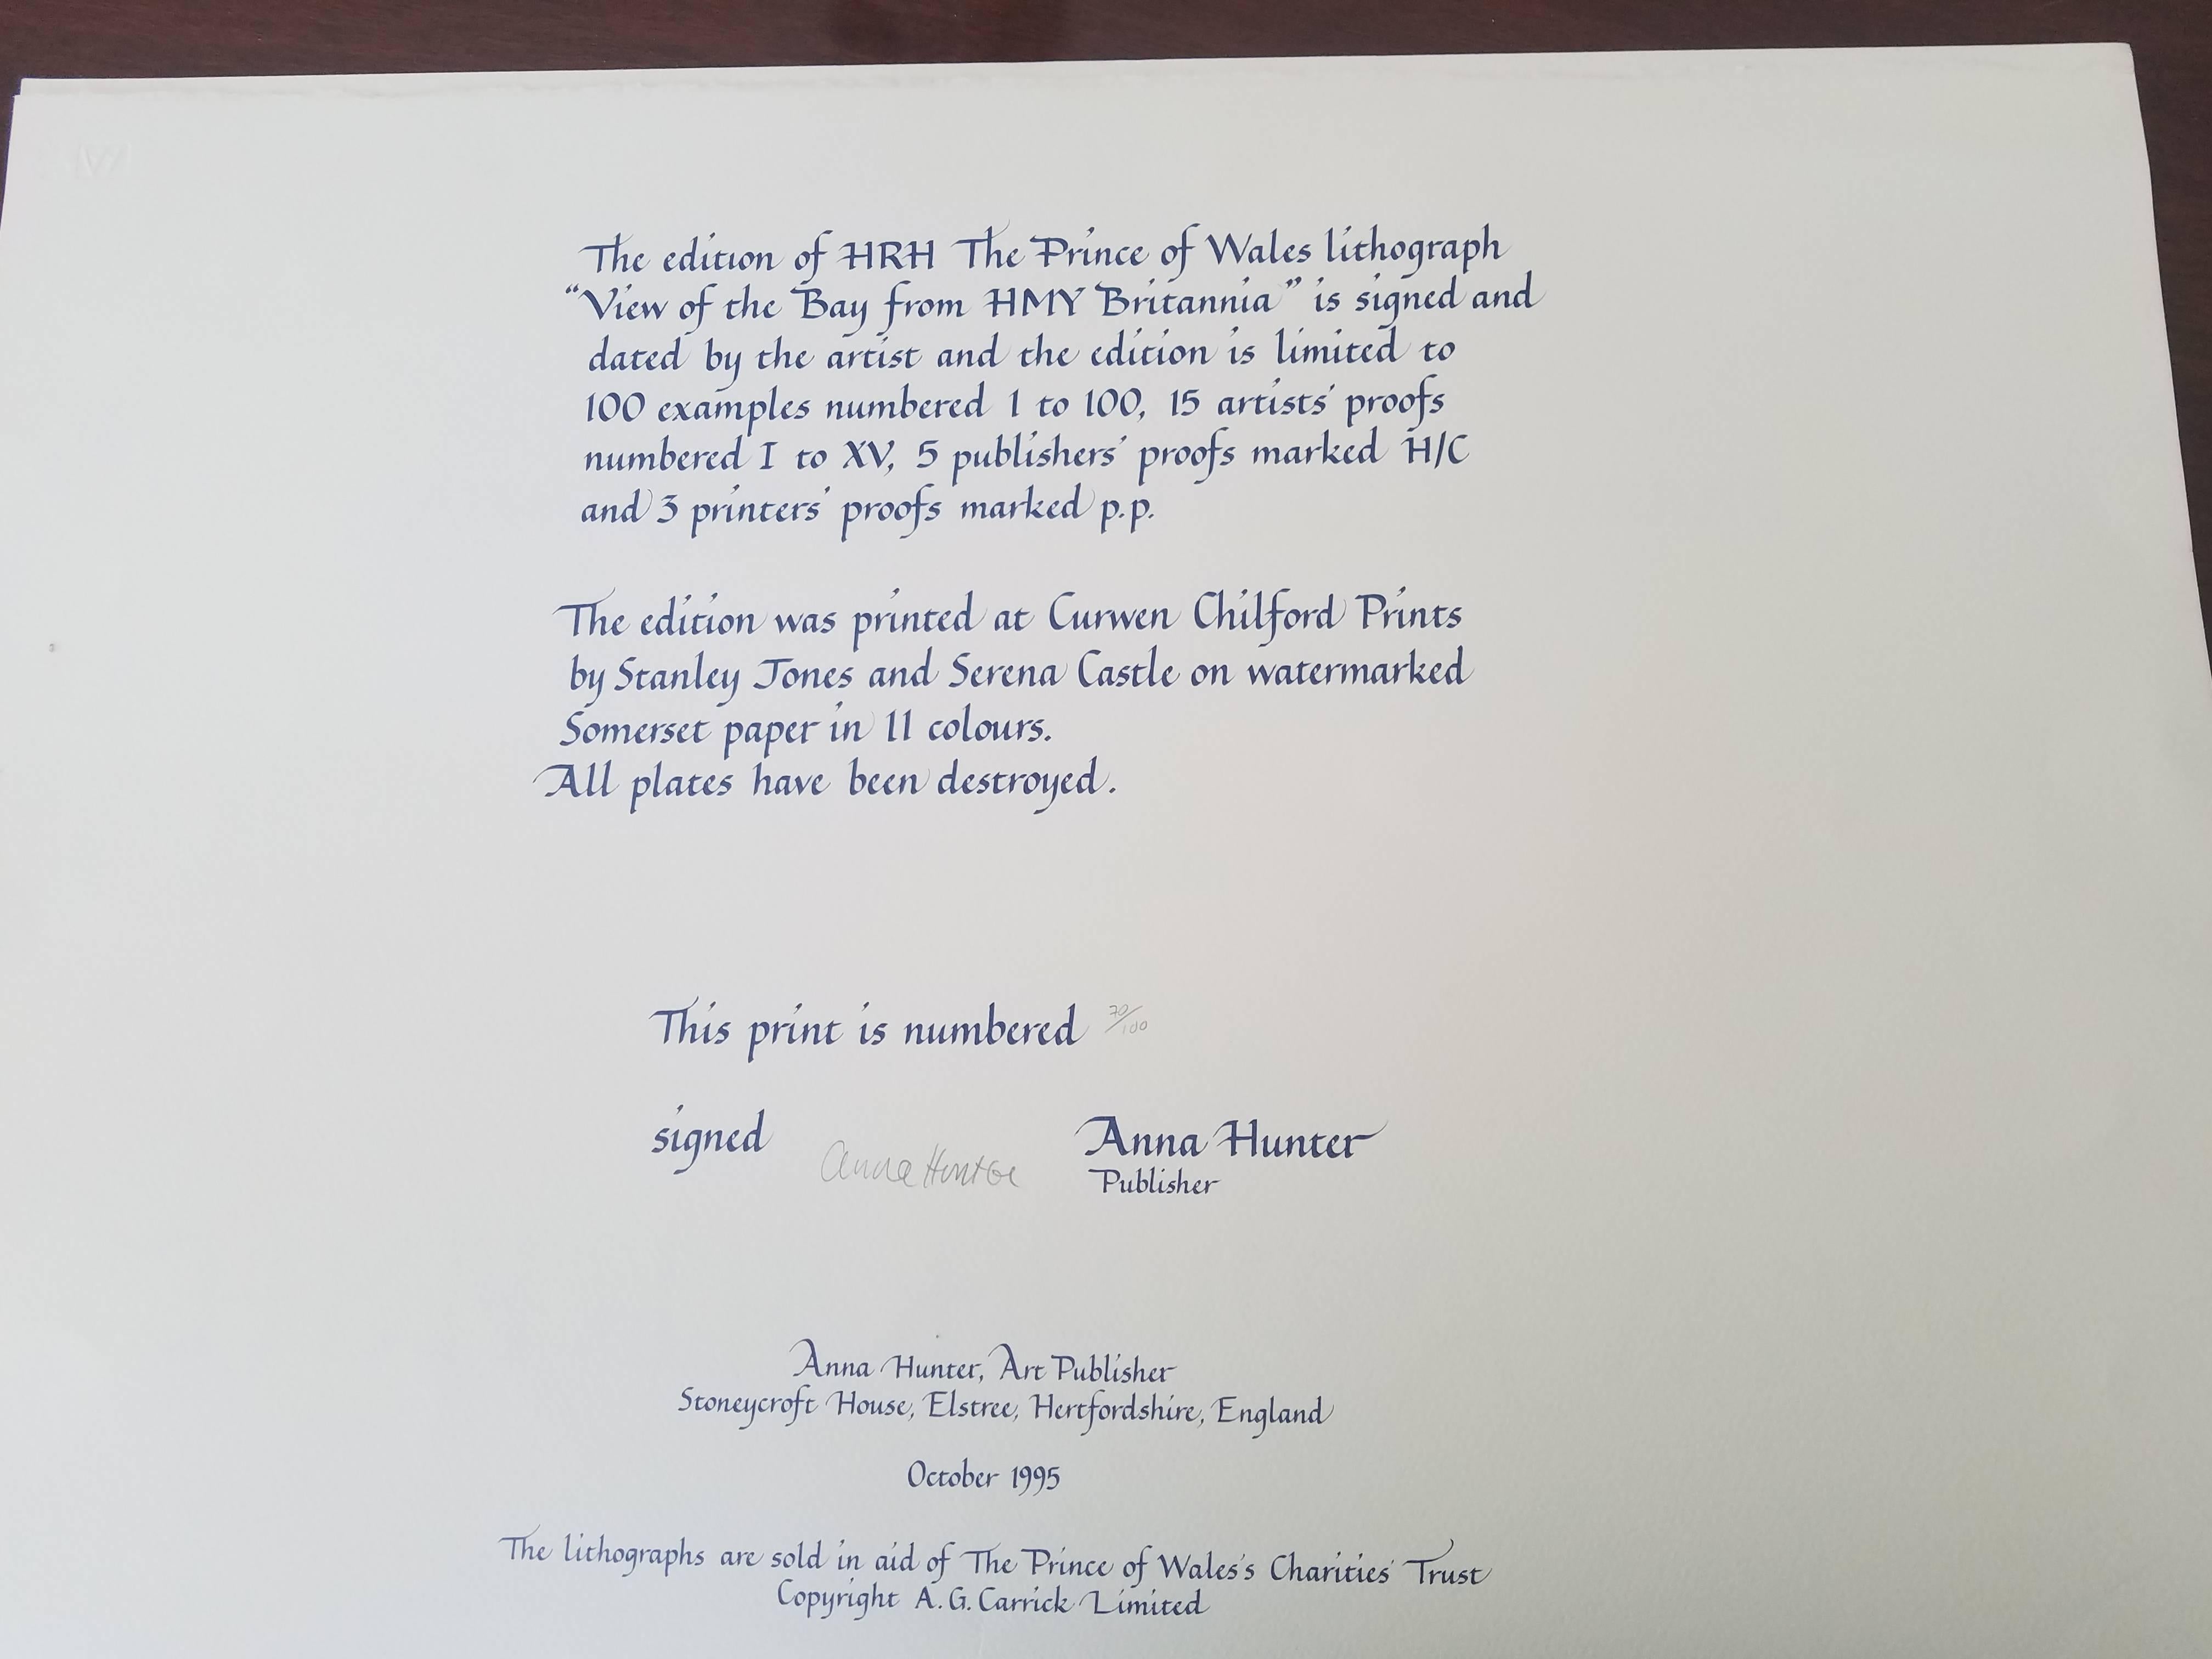 The edition of HRH The Prince of Wales lithograph
“View of the Bay from HMY Britannia” is signed and
dated by the artist and the edition is limited to
100 examples numbered 1 to 100, 15 artists' proofs
numbered I to XV, 5 publishers' proofs marked H/C
and 3 printers' proofs marked p.p.
The edition was printed at Curwen Chilford Prints
by Stanley Jones and Serena Castle on watermarked
Somerset paper in 11 colours.
All plates have been destroyed.
This print is numbered 70/100
signed Anna Hunter Anna Hunter
Publisher
Anna Hunter, Art Publisher
Stoneycroft House, Elstree, Hertfordshire, England
October 1995
The lithographs are sold in aid of The Prince of Wales's Charities' Trust
Copyright A.G. Carrick Limited